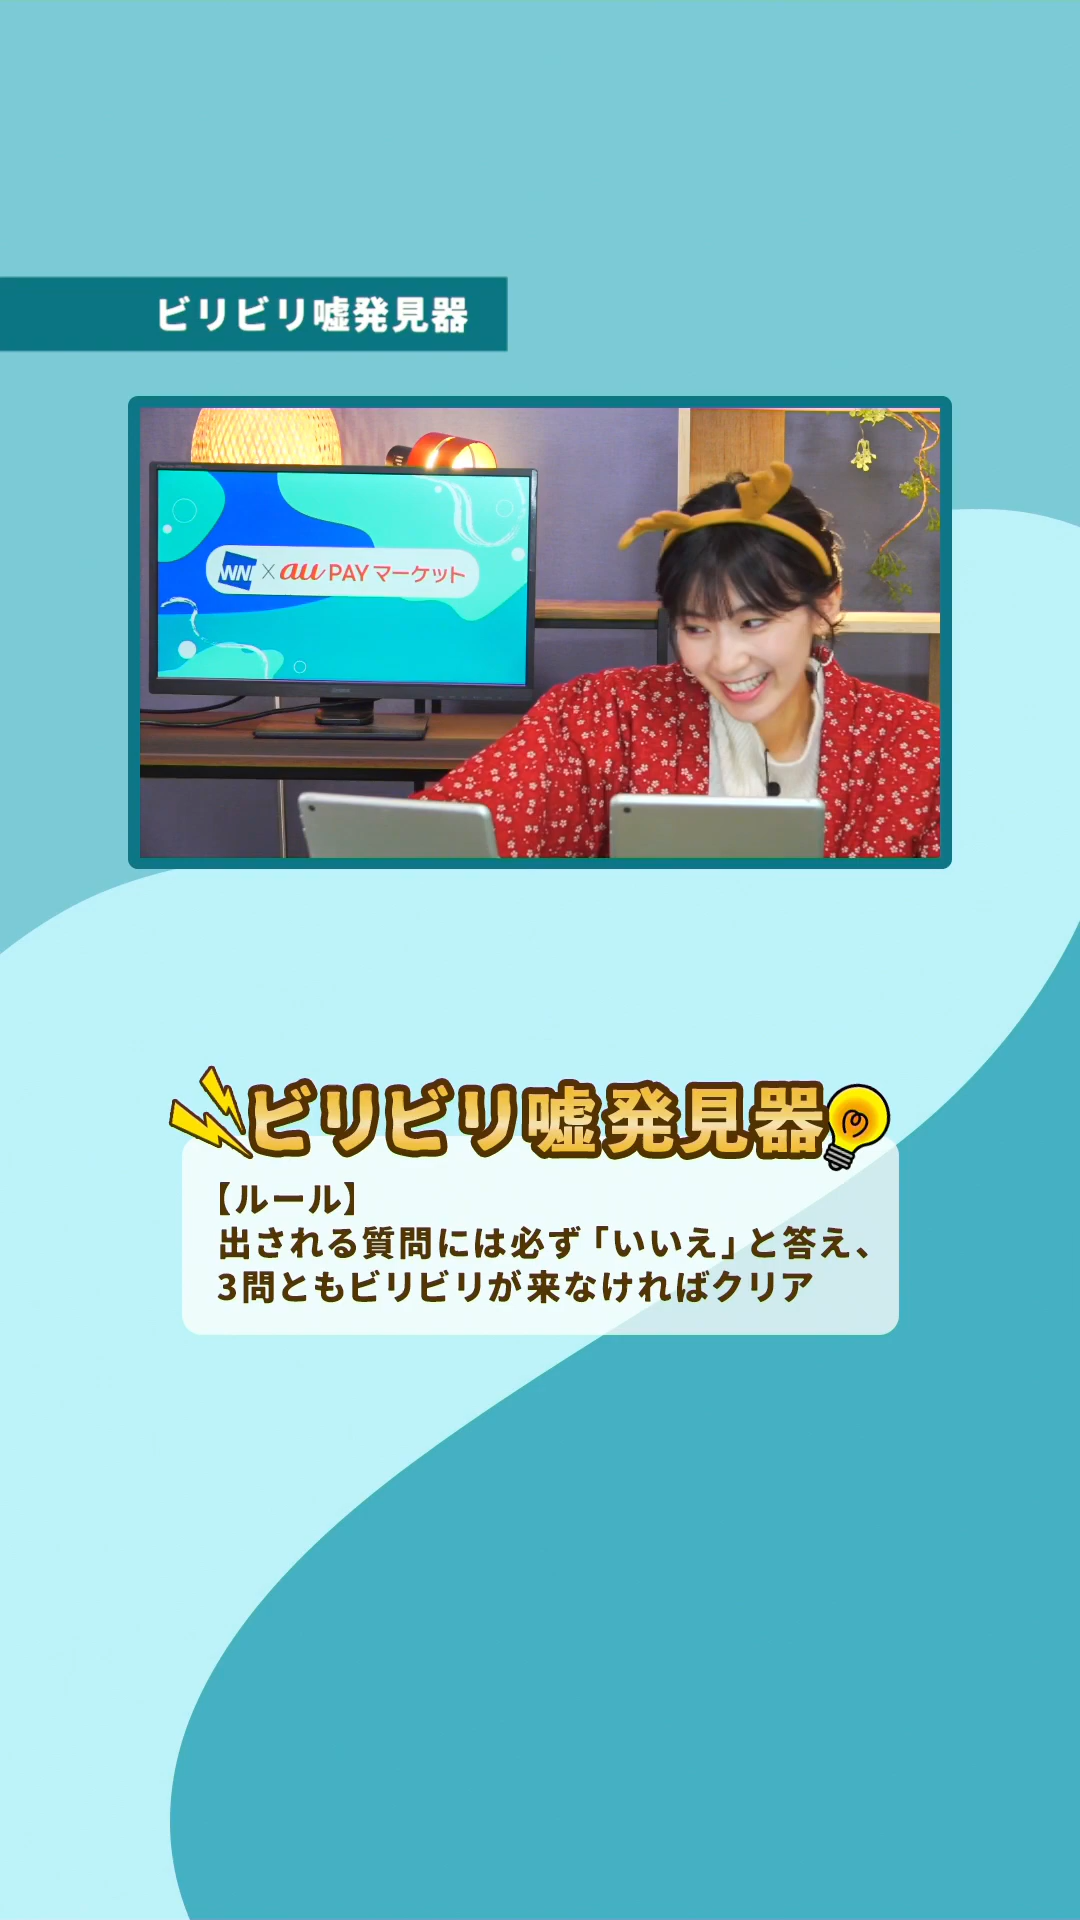 ビリビリ嘘発見器
WNI×au PAY マーケット
ビリビリ嘘発見器
【ルール】
出される質問には必ず「いいえ」と答え、
3問ともビリビリが来なければクリア